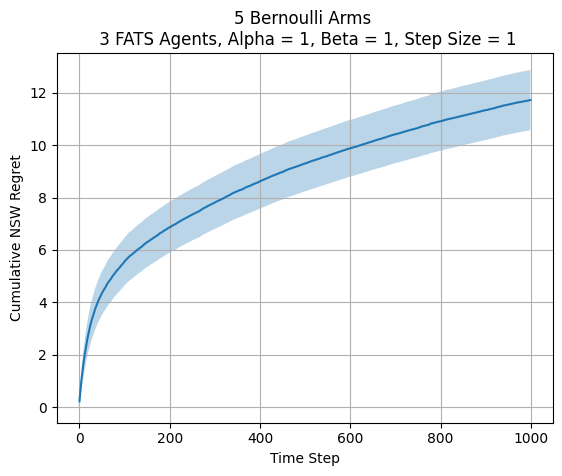 5 Bernoulli Arms
3 FATS Agents, Alpha = 1, Beta = 1, Step Size = 1
Cumulative NSW Regret
12
10
8
6
4
2
0
0 200 400 600 800 1000
Time Step